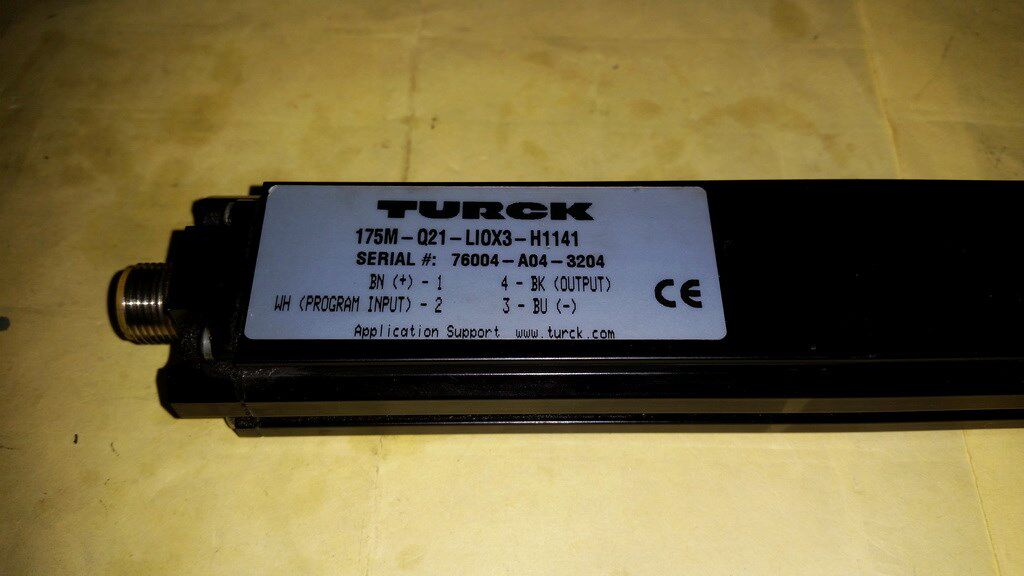 TURCK
175M-Q21-LIOX3-H1141
SERIAL #: 76004-A04-3204
BN (+) - 1 4 - BK (OUTPUT)
WH (PROGRAM INPUT) - 2 3 - BU (-)
CE
Application Support www.turck.com